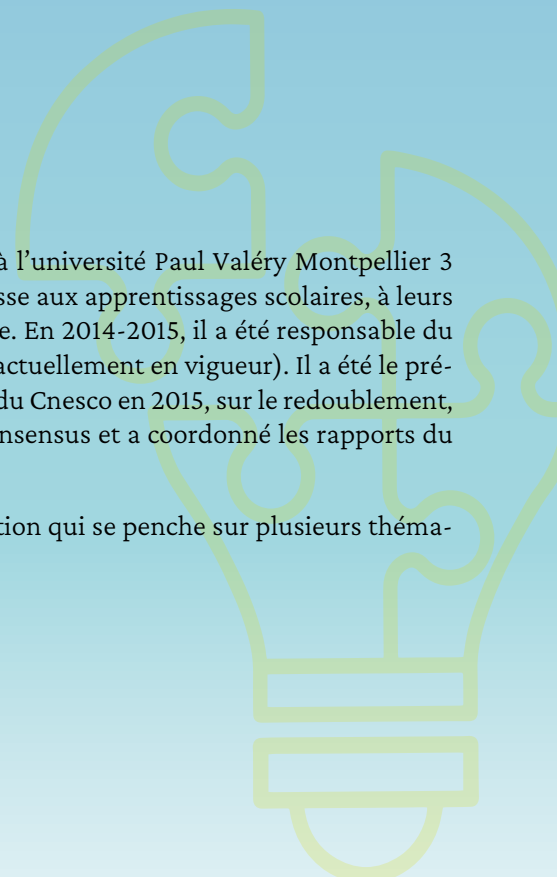 à l’université Paul Valéry Montpellier 3
sse aux apprentissages scolaires, à leurs
e. En 2014-2015, il a été responsable du
actuellement en vigueur). Il a été le pré-
du Cnesco en 2015, sur le redoublement,
nsensus et a coordonné les rapports du
tion qui se penche sur plusieurs théma-